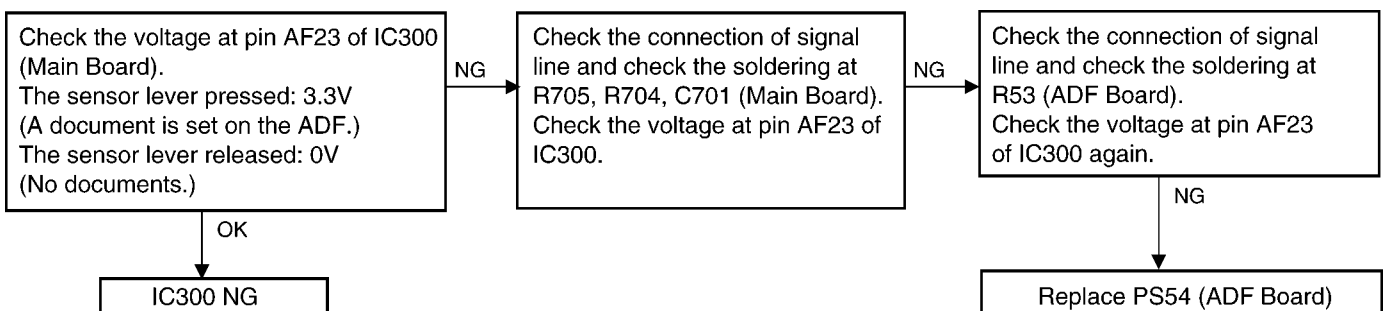 Check the voltage at pin AF23 of IC300
(Main Board).
The sensor lever pressed: 3.3V
(A document is set on the ADF.)
The sensor lever released: 0V
(No documents.)
NG
Check the connection of signal
line and check the soldering at
R705, R704, C701 (Main Board).
Check the voltage at pin AF23 of
IC300.
NG
Check the connection of signal
line and check the soldering at
R53 (ADF Board).
Check the voltage at pin AF23
of IC300 again.
OK
NG
IC300 NG
Replace PS54 (ADF Board)